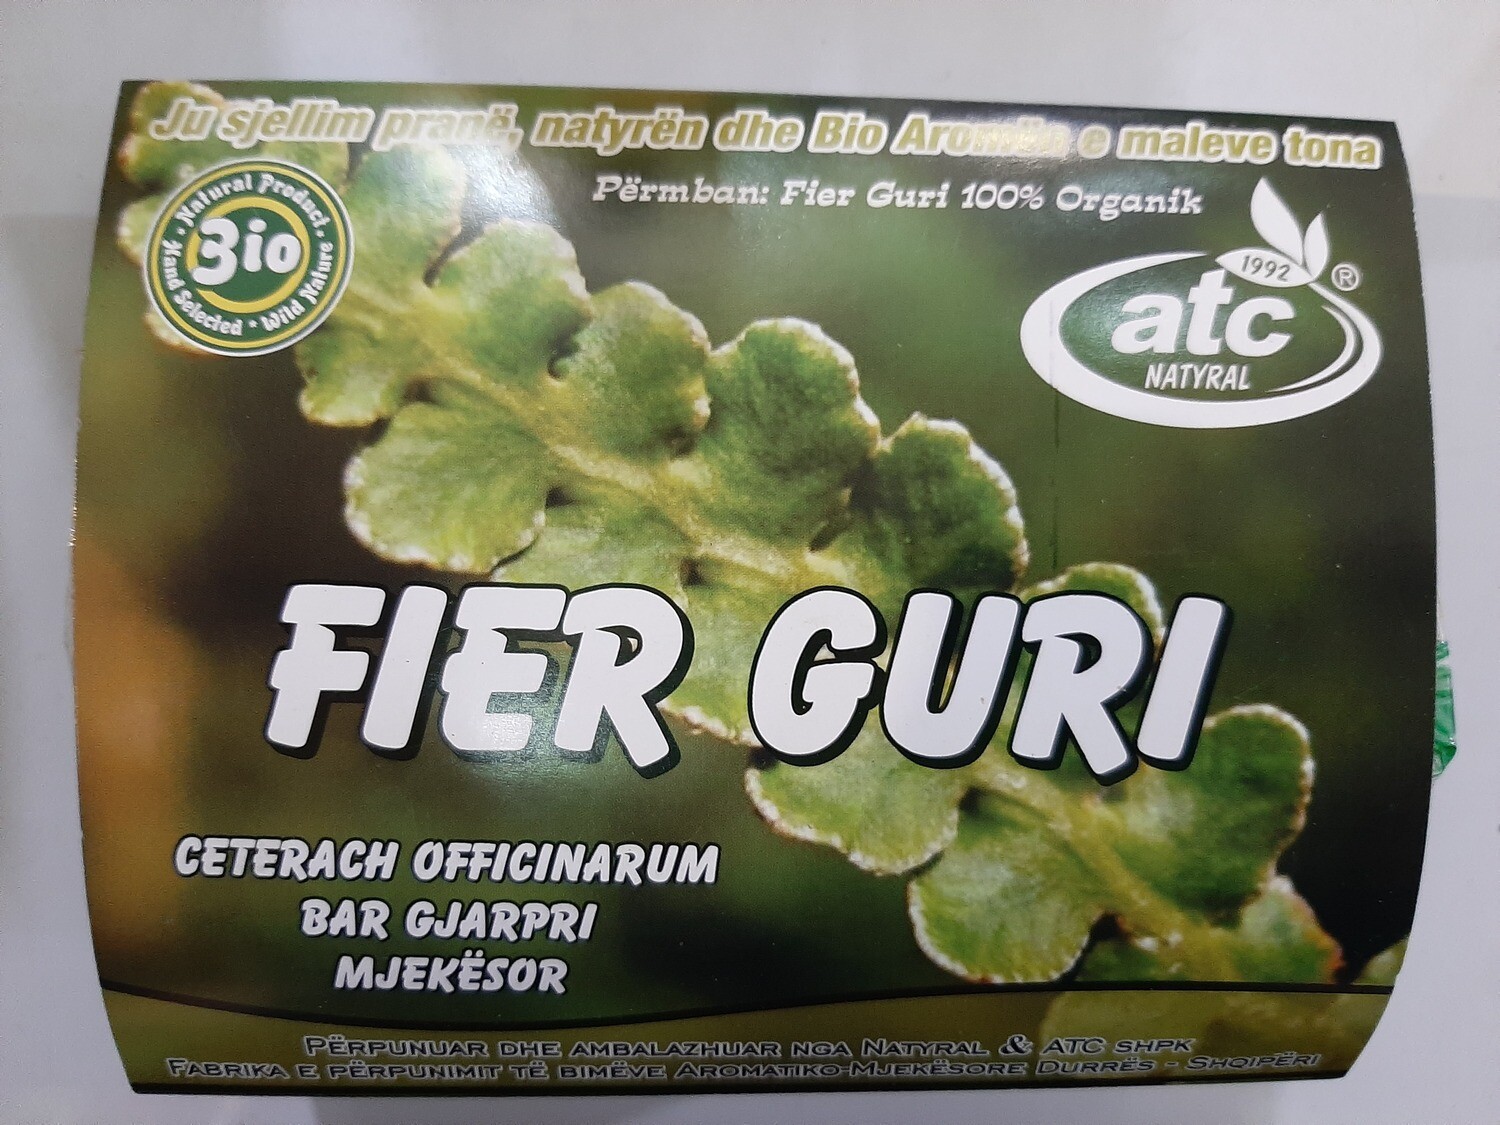 Ju sjellim pranë, natyrën dhe Bio Aromën e maleve tona
Përmban: Fier Guri 100% Organik
Natural Product
Bio
Hand Selected * Wild Nature
1992
®
atc
NATYRAL
FIER GURI
CETERACH OFFICINARUM
BAR GJARPRI
MJEKËSOR
PËRPUNUAR DHE AMBALAZHUAR NGA NATYRAL & ATC SHPK
FABRIKA E PËRPUNIMIT TË BIMËVE AROMATIKO-MJEKËSORE DURRËS - SHQIPËRI